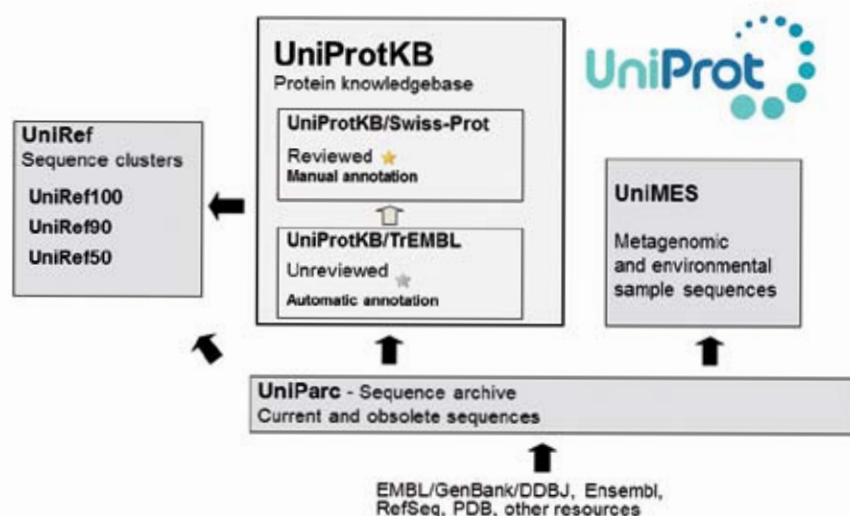 UniProtKB
Protein knowledgebase
UniProt
UniProtKB/Swiss-Prot
Reviewed
Manual annotation
UniProtKB/TrEMBL
Unreviewed
Automatic annotation
UniRef
Sequence clusters
UniRef100
UniRef90
UniRef50
UniMES
Metagenomic
and environmental
sample sequences
UniParc - Sequence archive
Current and obsolete sequences
EMBL/GenBank/DDBJ, Ensembl,
RefSeq, PDB, other resources